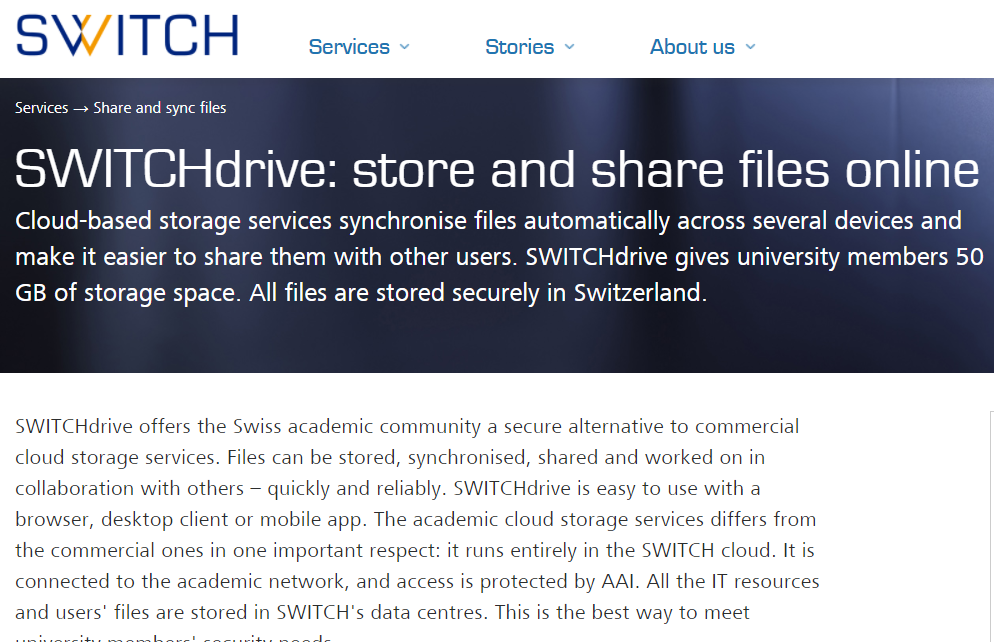 SWITCH
Services
Stories
About us
Services → Share and sync files
SWITCHdrive: store and share files online
Cloud-based storage services synchronise files automatically across several devices and
make it easier to share them with other users. SWITCHdrive gives university members 50
GB of storage space. All files are stored securely in Switzerland.
SWITCHdrive offers the Swiss academic community a secure alternative to commercial
cloud storage services. Files can be stored, synchronised, shared and worked on in
collaboration with others – quickly and reliably. SWITCHdrive is easy to use with a
browser, desktop client or mobile app. The academic cloud storage services differs from
the commercial ones in one important respect: it runs entirely in the SWITCH cloud. It is
connected to the academic network, and access is protected by AAI. All the IT resources
and users' files are stored in SWITCH's data centres. This is the best way to meet
university members' security needs.